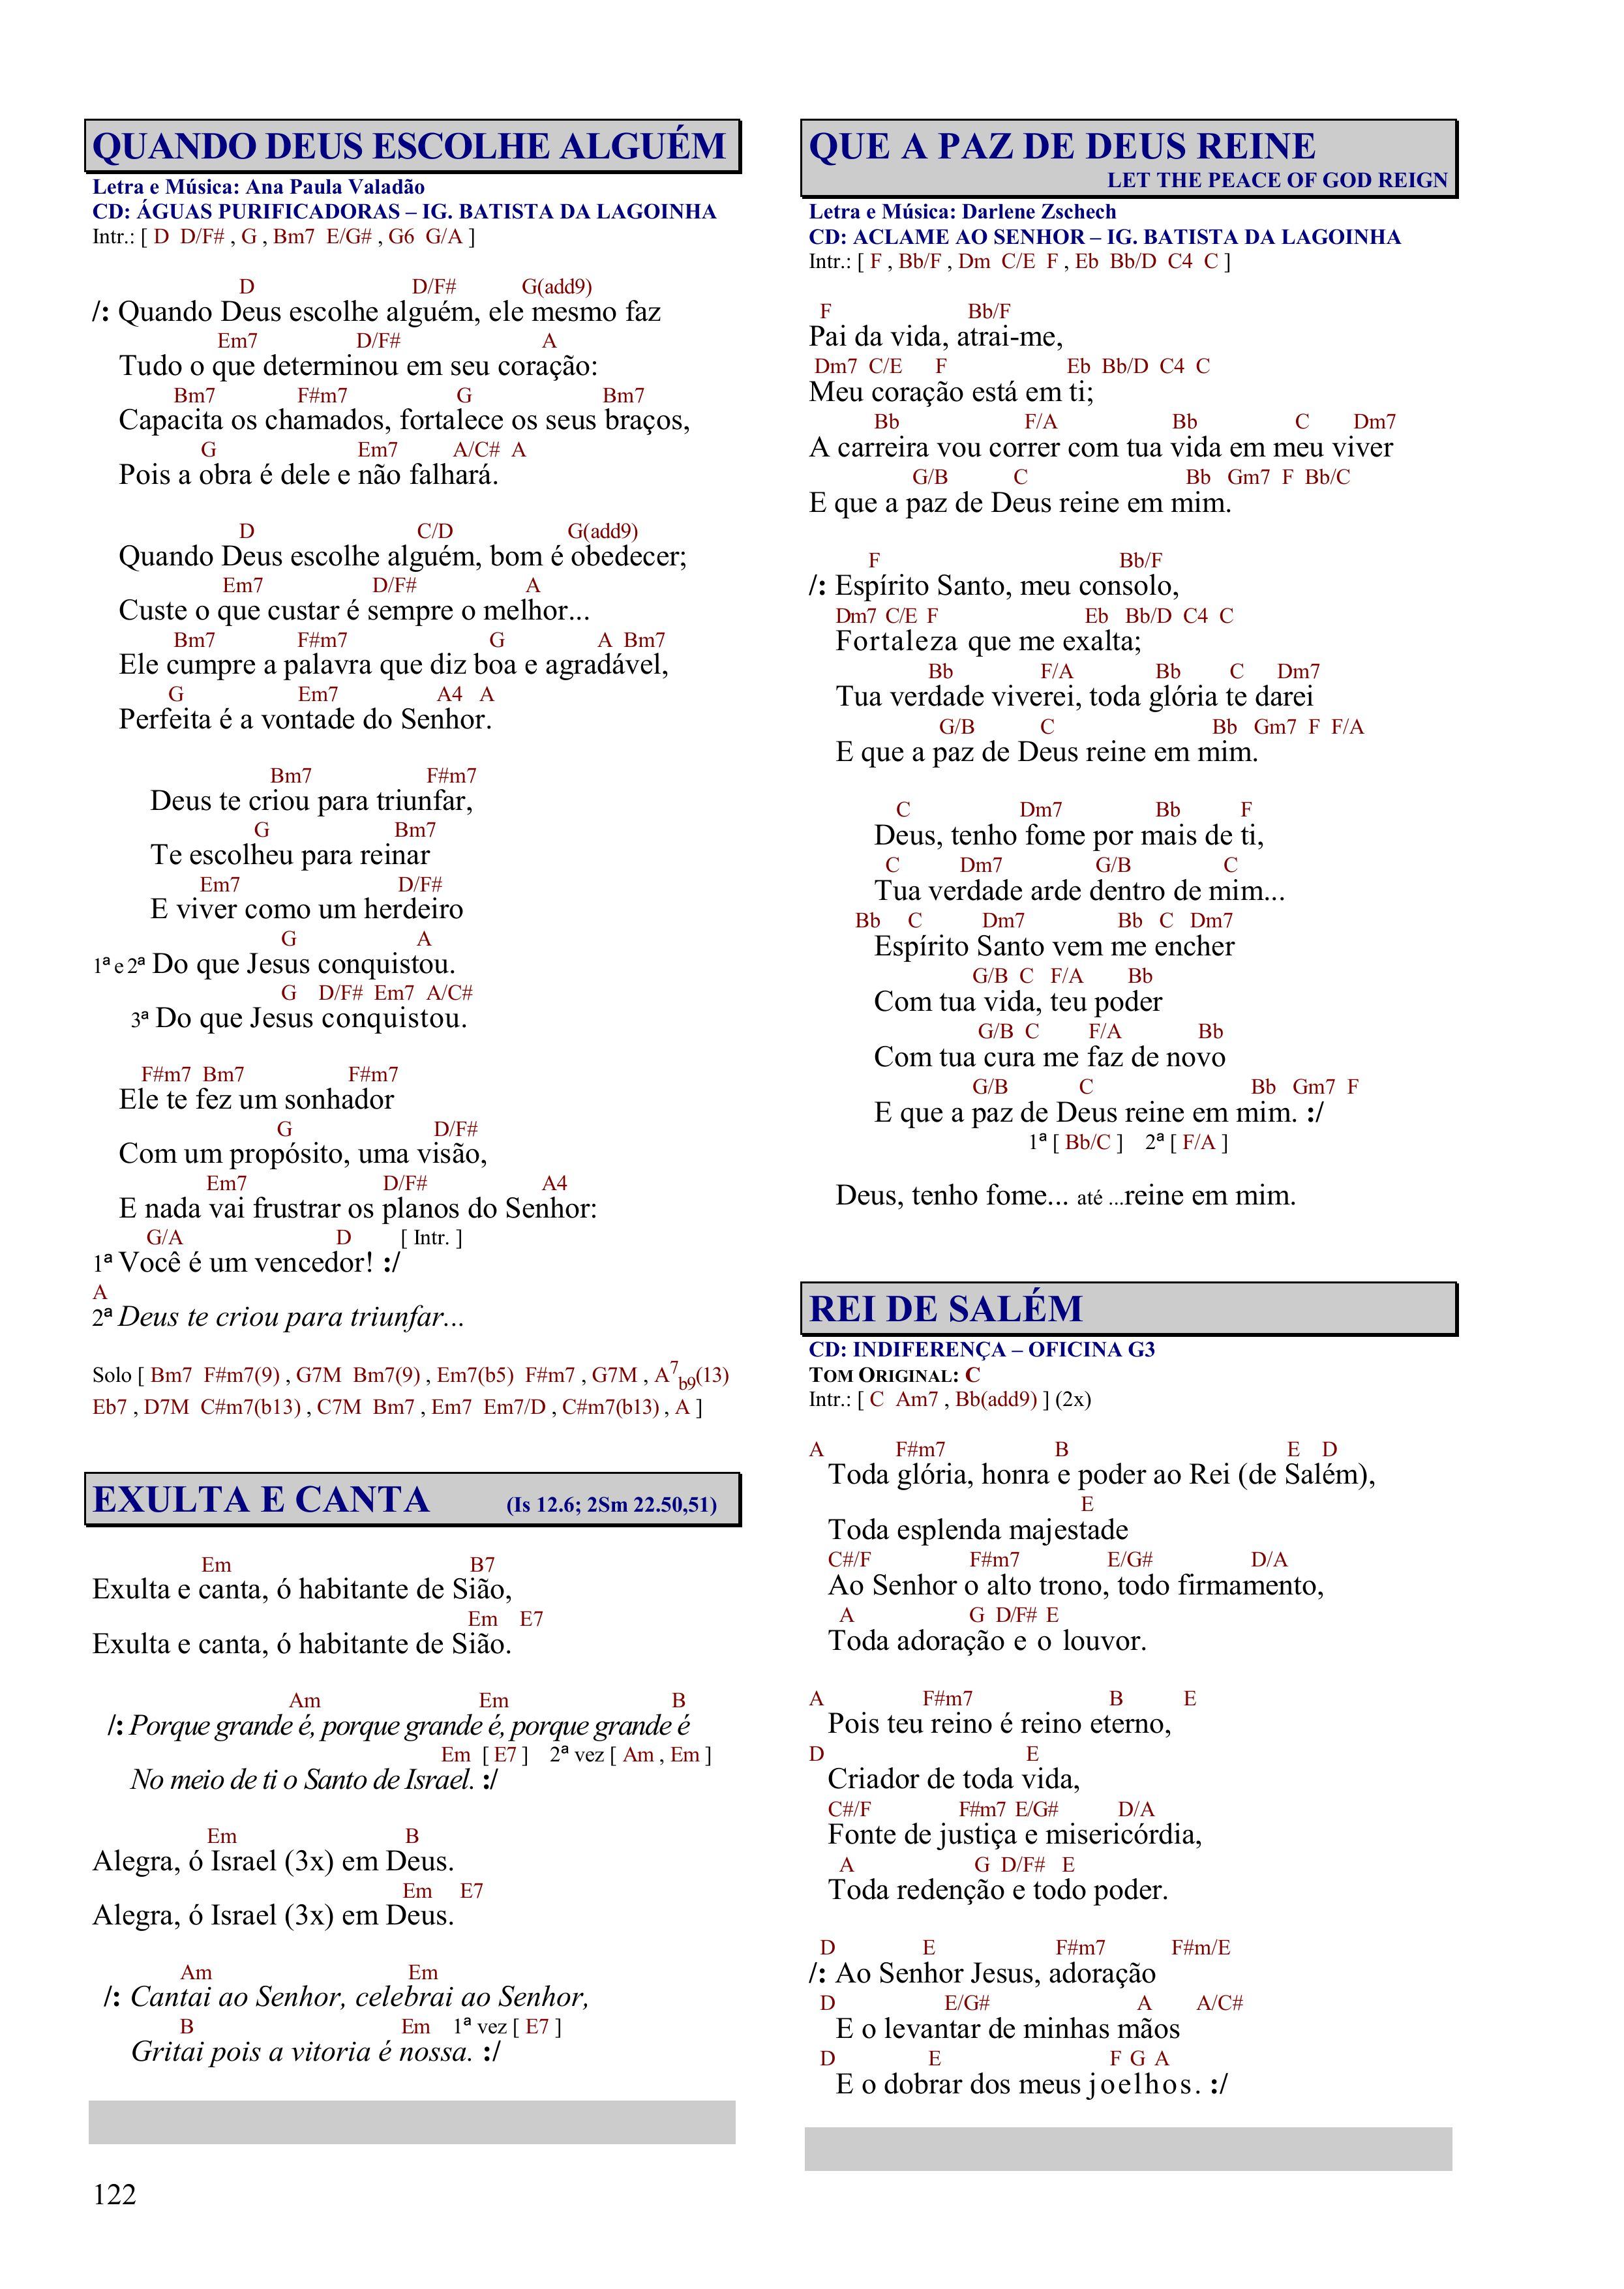 QUANDO DEUS ESCOLHE ALGUÉM
Letra e Música: Ana Paula Valadão
CD: ÁGUAS PURIFICADORAS – IG. BATISTA DA LAGOINHA
Intr.: [ D D/F# , G , Bm7 E/G# , G6 G/A ]
D D/F# G(add9)
/: Quando Deus escolhe alguém, ele mesmo faz
Em7 D/F# A
Tudo o que determinou em seu coração:
Bm7 F#m7 G Bm7
Capacita os chamados, fortalece os seus braços,
G Em7 A/C# A
Pois a obra é dele e não falhará.
D C/D G(add9)
Quando Deus escolhe alguém, bom é obedecer;
Em7 D/F# A
Custe o que custar é sempre o melhor...
Bm7 F#m7 G A Bm7
Ele cumpre a palavra que diz boa e agradável,
G Em7 A4 A
Perfeita é a vontade do Senhor.
Bm7 F#m7
Deus te criou para triunfar,
G Bm7
Te escolheu para reinar
Em7 D/F#
E viver como um herdeiro
G A
1ª e 2ª Do que Jesus conquistou.
G D/F# Em7 A/C#
3ª Do que Jesus conquistou.
F#m7 Bm7 F#m7
Ele te fez um sonhador
G D/F#
Com um propósito, uma visão,
Em7 D/F# A4
E nada vai frustrar os planos do Senhor:
G/A D [ Intr. ]
1ª Você é um vencedor! :/
A
2ª Deus te criou para triunfar...
Solo [ Bm7 F#m7(9) , G7M Bm7(9) , Em7(b5) F#m7 , G7M , A7b9(13)
Eb7 , D7M C#m7(b13) , C7M Bm7 , Em7 Em7/D , C#m7(b13) , A ]
EXULTA E CANTA (Is 12.6; 2Sm 22.50,51)
Em B7
Exulta e canta, ó habitante de Sião,
Em E7
Exulta e canta, ó habitante de Sião.
Am Em B
/: Porque grande é, porque grande é, porque grande é
Em [ E7 ] 2ª vez [ Am , Em ]
No meio de ti o Santo de Israel. :/
Em B
Alegra, ó Israel (3x) em Deus.
Em E7
Alegra, ó Israel (3x) em Deus.
Am Em
/: Cantai ao Senhor, celebrai ao Senhor,
B Em 1ª vez [ E7 ]
Gritai pois a vitoria é nossa. :/
122
QUE A PAZ DE DEUS REINE
LET THE PEACE OF GOD REIGN
Letra e Música: Darlene Zschech
CD: ACLAME AO SENHOR – IG. BATISTA DA LAGOINHA
Intr.: [ F , Bb/F , Dm C/E F , Eb Bb/D C4 C ]
F Bb/F
Pai da vida, atrai-me,
Dm7 C/E F Eb Bb/D C4 C
Meu coração está em ti;
Bb F/A Bb C Dm7
A carreira vou correr com tua vida em meu viver
G/B C Bb Gm7 F Bb/C
E que a paz de Deus reine em mim.
F Bb/F
/: Espírito Santo, meu consolo,
Dm7 C/E F Eb Bb/D C4 C
Fortaleza que me exalta;
Bb F/A Bb C Dm7
Tua verdade viverei, toda glória te darei
G/B C Bb Gm7 F F/A
E que a paz de Deus reine em mim.
C Dm7 Bb F
Deus, tenho fome por mais de ti,
C Dm7 G/B C
Tua verdade arde dentro de mim...
Bb C Dm7 Bb C Dm7
Espírito Santo vem me encher
G/B C F/A Bb
Com tua vida, teu poder
G/B C F/A Bb
Com tua cura me faz de novo
G/B C Bb Gm7 F
E que a paz de Deus reine em mim. :/
1ª [ Bb/C ] 2ª [ F/A ]
Deus, tenho fome... até ...reine em mim.
REI DE SALÉM
CD: INDIFERENÇA – OFICINA G3
TOM ORIGINAL: C
Intr.: [ C Am7 , Bb(add9) ] (2x)
A F#m7 B E D
Toda glória, honra e poder ao Rei (de Salém),
E
Toda esplenda majestade
C#/F F#m7 E/G# D/A
Ao Senhor o alto trono, todo firmamento,
A G D/F# E
Toda adoração e o louvor.
A F#m7 B E
Pois teu reino é reino eterno,
D E
Criador de toda vida,
C#/F F#m7 E/G# D/A
Fonte de justiça e misericórdia,
A G D/F# E
Toda redenção e todo poder.
D E F#m7 F#m/E
/: Ao Senhor Jesus, adoração
D E/G# A A/C#
E o levantar de minhas mãos
D E F G A
E o dobrar dos meus joelhos. :/